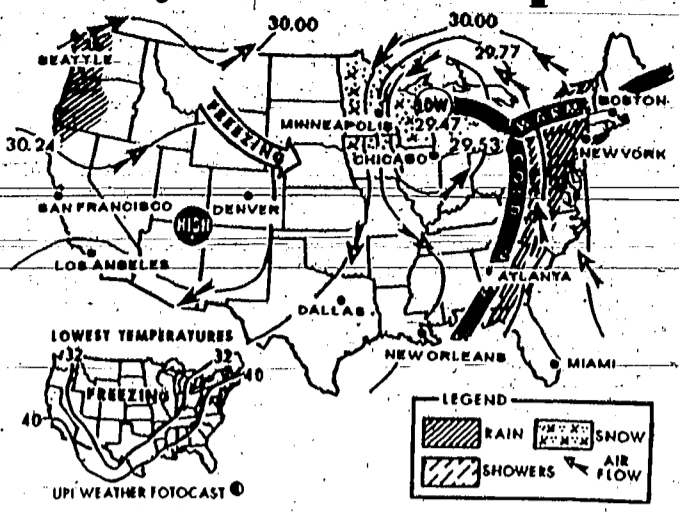 30.00
30.00
29.77
SEATTLE
LOW
BOSTON
WARM
FREEZING
MINNEAPOLIS
29.47
30.24
CHICAGO
29.53
NEW YORK
COLD
SAN FRANCISCO
DENVER
HIGH
LOS ANGELES
ATLANTA
DALLAS
LOWEST TEMPERATURES
32
32
NEW ORLEANS
MIAMI
FREEZING
40
40
LEGEND
RAIN
SNOW
SHOWERS
AIR
FLOW
UPI WEATHER FOTOCAST